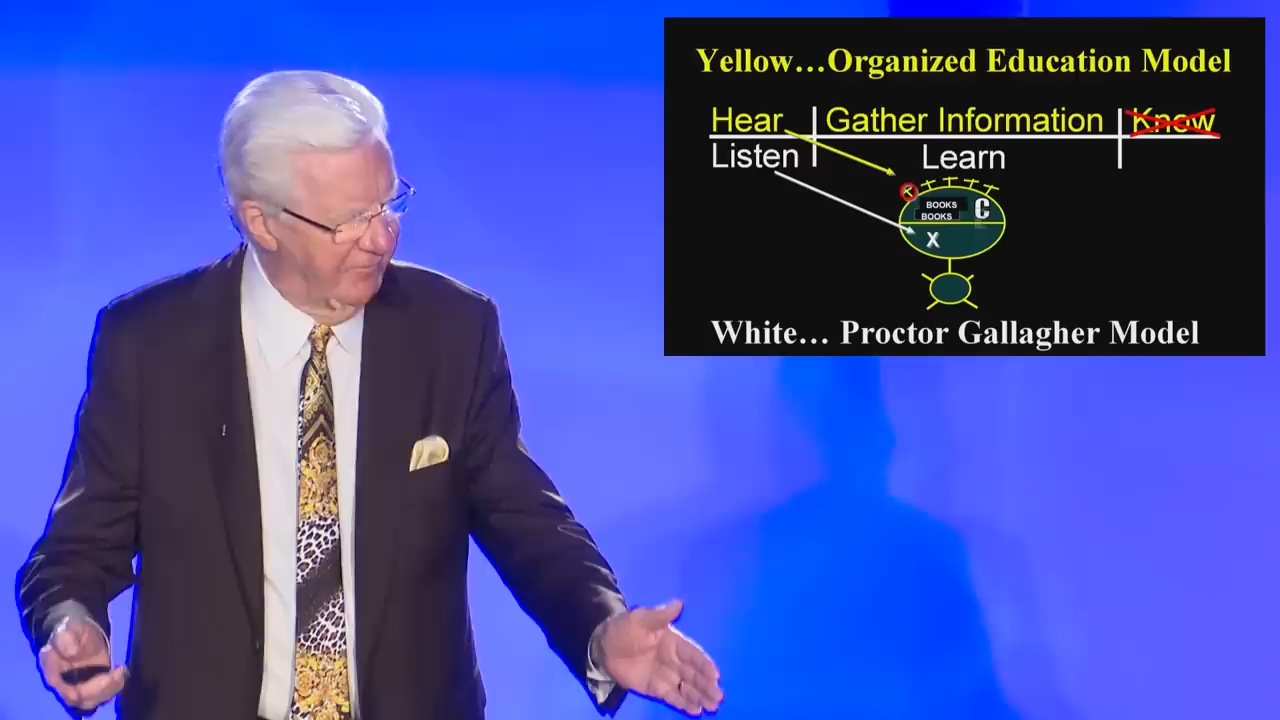 Yellow…Organized Education Model
Hear Gather Information Know
Listen Learn
BOOKS C
BOOKS
X
White… Proctor Gallagher Model